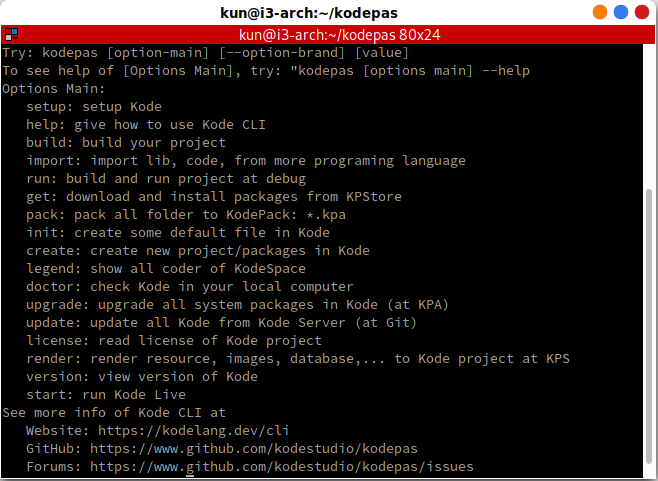 kun@i3-arch:~/kodepas
kun@i3-arch:~/kodepas 80x24
Try: kodepas [option-main] [--option-brand] [value]
To see help of [Options Main], try: "kodepas [options main] --help
Options Main:
   setup: setup Kode
   help: give how to use Kode CLI
   build: build your project
   import: import lib, code, from more programing language
   run: build and run project at debug
   get: download and install packages from KPStore
   pack: pack all folder to KodePack: *.kpa
   init: create some default file in Kode
   create: create new project/packages in Kode
   legend: show all coder of KodeSpace
   doctor: check Kode in your local computer
   upgrade: upgrade all system packages in Kode (at KPA)
   update: update all Kode from Kode Server (at Git)
   license: read license of Kode project
   render: render resource, images, database,... to Kode project at KPS
   version: view version of Kode
   start: run Kode Live
See more info of Kode CLI at
   Website: https://kodelang.dev/cli
   GitHub: https://www.github.com/kodestudio/kodepas
   Forums: https://www.github.com/kodestudio/kodepas/issues